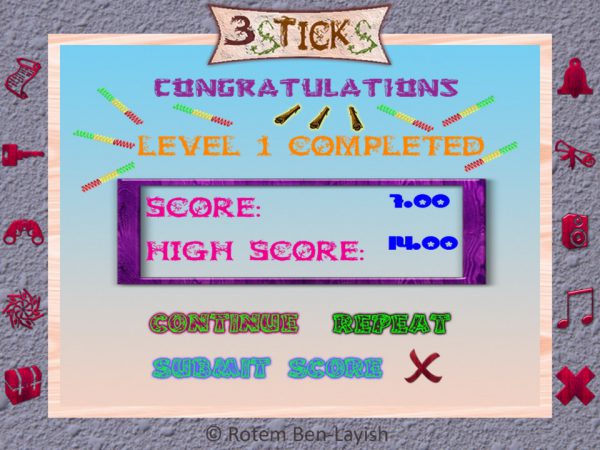 3STICKS
CONGRATULATIONS
LEVEL 1 COMPLETED
SCORE: 7.00
HIGH SCORE: 14.00
CONTINUE REPEAT
SUBMIT SCORE X
© Rotem Ben-Layish